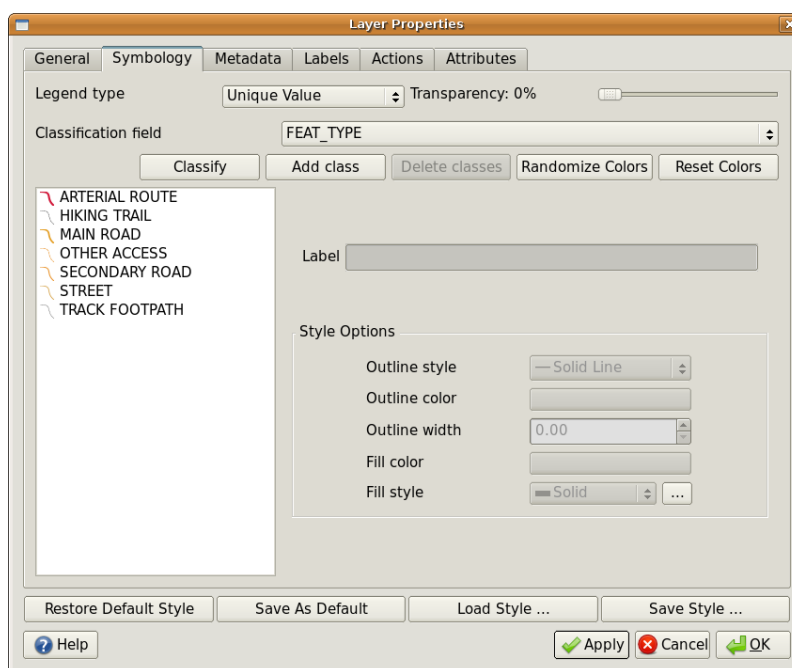 Layer Properties
General Symbology Metadata Labels Actions Attributes
Legend type Unique Value Transparency: 0%
Classification field FEAT_TYPE
Classify Add class Delete classes Randomize Colors Reset Colors
ARTERIAL ROUTE
HIKING TRAIL
MAIN ROAD
OTHER ACCESS
SECONDARY ROAD
STREET
TRACK FOOTPATH
Label
Style Options
Outline style Solid Line
Outline color
Outline width 0.00
Fill color
Fill style Solid ...
Restore Default Style Save As Default Load Style ... Save Style ...
Help Apply Cancel OK